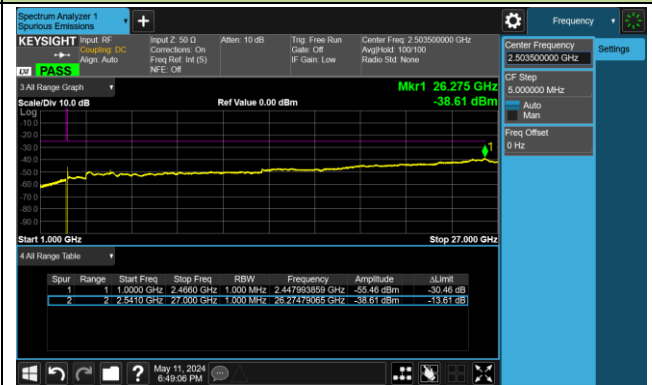 Spectrum Analyzer 1
Spurious Emissions
Frequency
KEYSIGHT
Input: RF
Coupling: DC
Align: Auto
Input Z: 50 Ω
Corrections: On
Freq Ref: Int (S)
NFE: Off
Atten: 10 dB
Trig: Free Run
Gate: Off
IF Gain: Low
Center Freq: 2.503500000 GHz
Avg|Hold: 100/100
Radio Std: None
PASS
Center Frequency
2.503500000 GHz
Settings
CF Step
5.000000 MHz
Auto
Man
Freq Offset
0 Hz
3 All Range Graph
Mkr1 26.275 GHz
Scale/Div 10.0 dB
Ref Value 0.00 dBm
-38.61 dBm
Log
-10.0
-20.0
-30.0
-40.0
-50.0
-60.0
-70.0
-80.0
-90.0
1
Start 1.000 GHz
Stop 27.000 GHz
4 All Range Table
Spur Range Start Freq Stop Freq RBW Frequency Amplitude ΔLimit
1 1 1.0000 GHz 2.4660 GHz 1.000 MHz 2.447993859 GHz -55.46 dBm -30.46 dB
2 2 2.5410 GHz 27.000 GHz 1.000 MHz 26.27479065 GHz -38.61 dBm -13.61 dB
?
May 11, 2024
6:49:06 PM